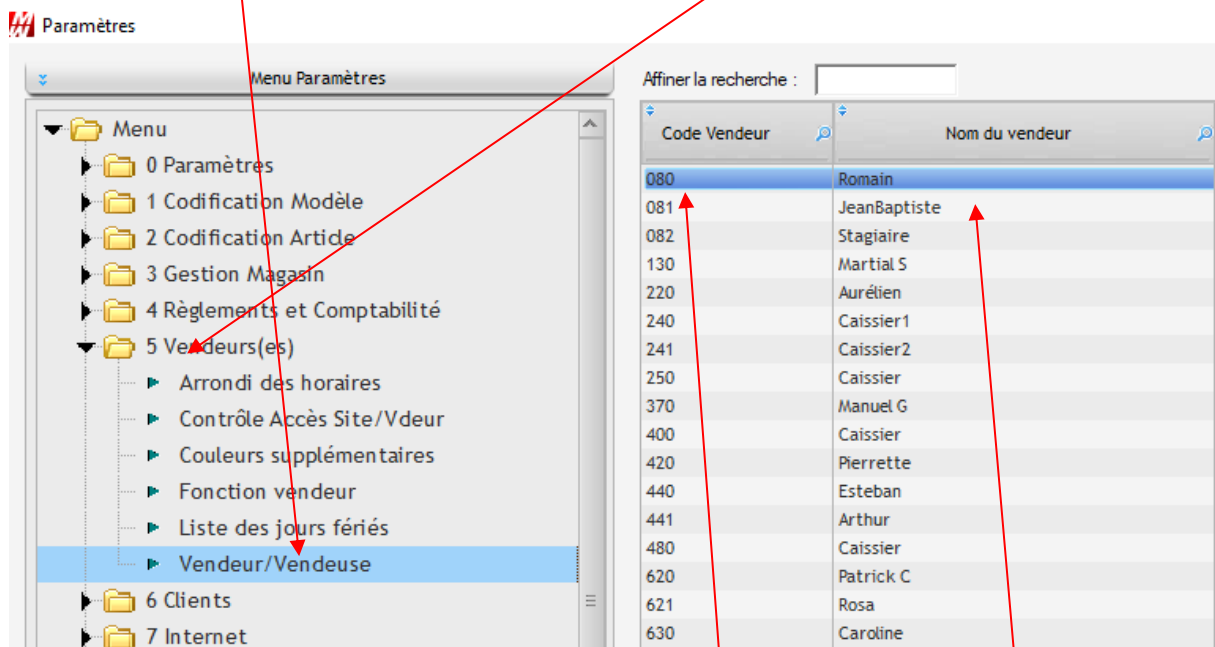 Paramètres
Menu Paramètres
Menu
0 Paramètres
1 Codification Modèle
2 Codification Article
3 Gestion Magasin
4 Règlements et Comptabilité
5 Vendeurs(es)
Arrondi des horaires
Contrôle Accès Site/Vdeur
Couleurs supplémentaires
Fonction vendeur
Liste des jours fériés
Vendeur/Vendeuse
6 Clients
7 Internet
Affiner la recherche :
Code Vendeur Nom du vendeur
080 Romain
081 JeanBaptiste
082 Stagiaire
130 Martial S
220 Aurélien
240 Caissier1
241 Caissier2
250 Caissier
370 Manuel G
400 Caissier
420 Pierrette
440 Esteban
441 Arthur
480 Caissier
620 Patrick C
621 Rosa
630 Caroline